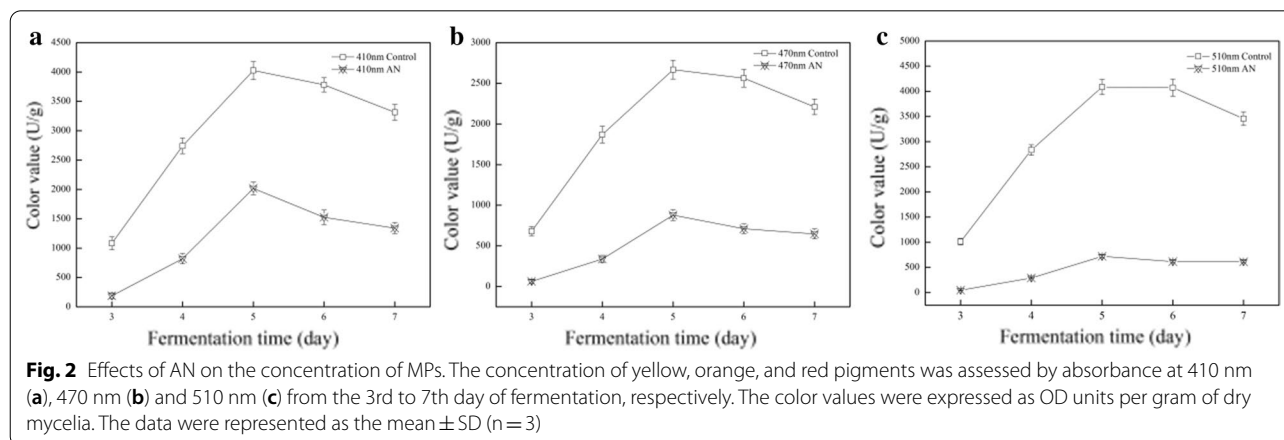 a
4500
4000
3500
3000
2500
2000
1500
1000
500
0
Color value (U/g)
410nm Control
410nm AN
3 4 5 6 7
Fermentation time (day)
b
3000
2500
2000
1500
1000
500
0
Color value (U/g)
470nm Control
470nm AN
3 4 5 6 7
Fermentation time (day)
c
5000
4500
4000
3500
3000
2500
2000
1500
1000
500
0
Color value (U/g)
510nm Control
510nm AN
3 4 5 6 7
Fermentation time (day)
Fig. 2 Effects of AN on the concentration of MPs. The concentration of yellow, orange, and red pigments was assessed by absorbance at 410 nm
(a), 470 nm (b) and 510 nm (c) from the 3rd to 7th day of fermentation, respectively. The color values were expressed as OD units per gram of dry
mycelia. The data were represented as the mean ± SD (n = 3)